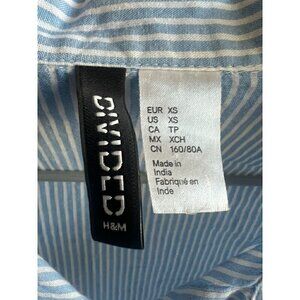 DIVIDED
H&M
EUR XS
US XS
CA TP
MX XCH
CN 160/80A
Made in
India
Fabriqué en
Inde